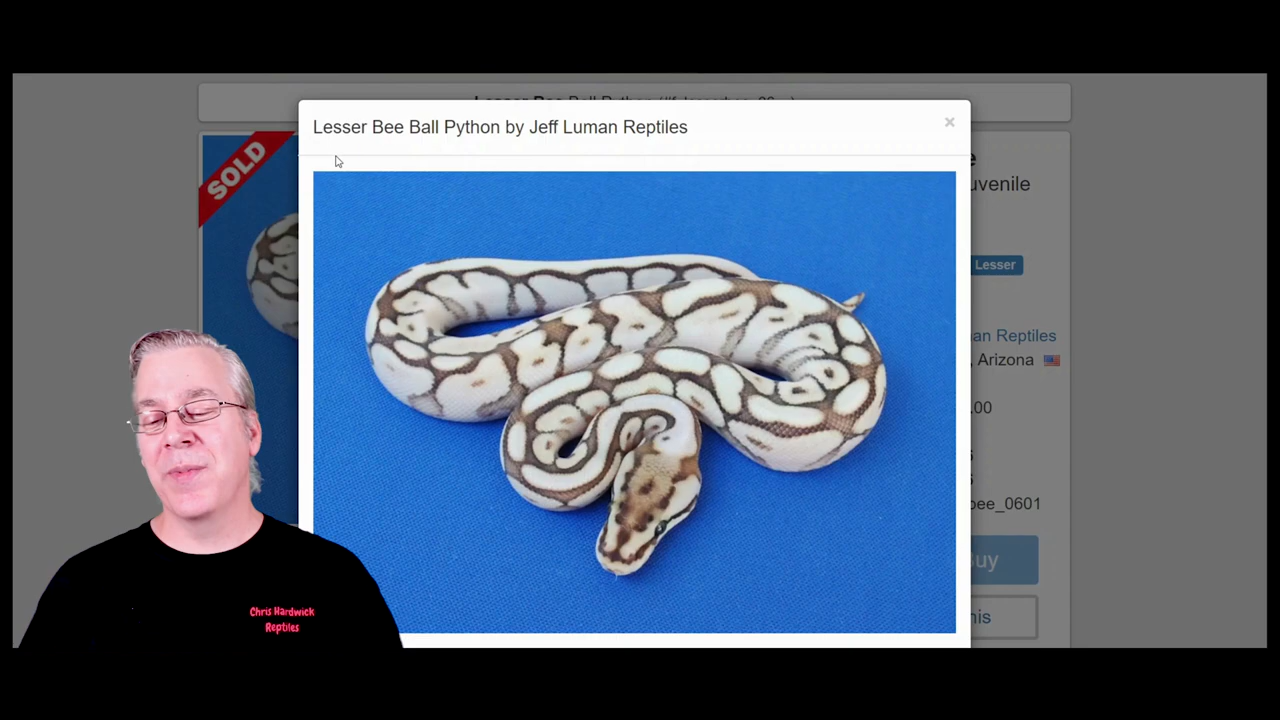 Lesser Bee Ball Python by Jeff Luman Reptiles
×
SOLD
uvenile
Lesser
an Reptiles
, Arizona
.00
bee_0601
Buy
his
Chris Hardwick
Reptiles